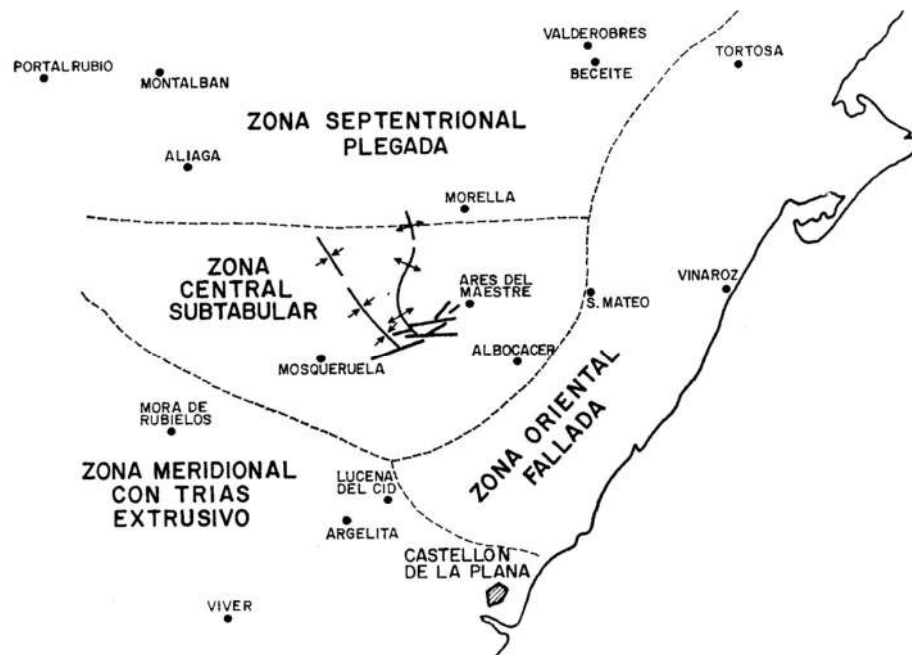 VALDEROBRES
TORTOSA
PORTALRUBIO
BECEITE
MONTALBAN
ZONA SEPTENTRIONAL
PLEGADA
ALIAGA
MORELLA
ZONA
CENTRAL
SUBTABULAR
ARES DEL
MAESTRE
VINAROZ
S. MATEO
MOSQUERUELA
ALBOCACER
ZONA ORIENTAL
FALLADA
MORA DE
RUBIELOS
ZONA MERIDIONAL
CON TRIAS
EXTRUSIVO
LUCENA
DEL CID
ARGELITA
CASTELLÓN
DE LA PLANA
VIVER